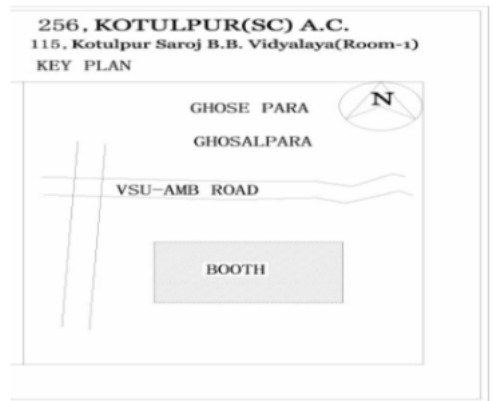 256, KOTULPUR(SC) A.C.
115, Kotulpur Saroj B.B. Vidyalaya(Room-1)
KEY PLAN
N
GHOSE PARA
GHOSALPARA
VSU-AMB ROAD
BOOTH